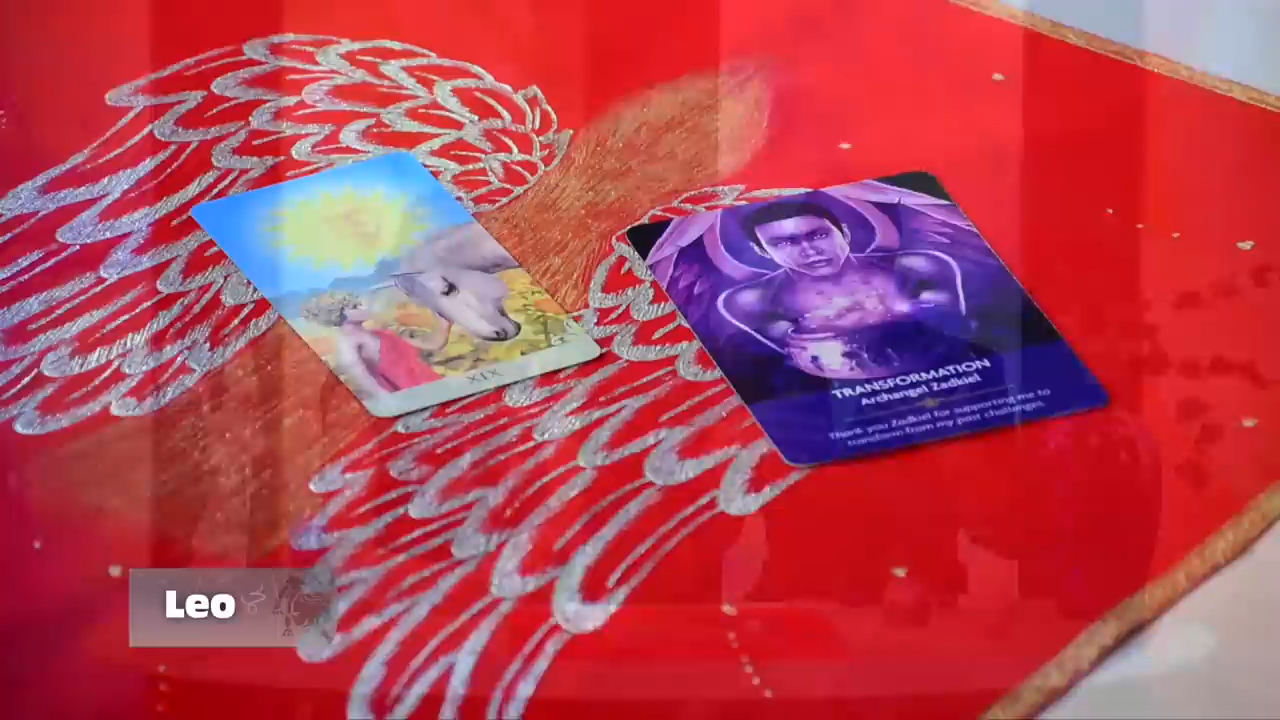 XIX
TRANSFORMATION
Archangel Zadkiel
Thank you Zadkiel for supporting me to
transform from my past challenges.
Leo